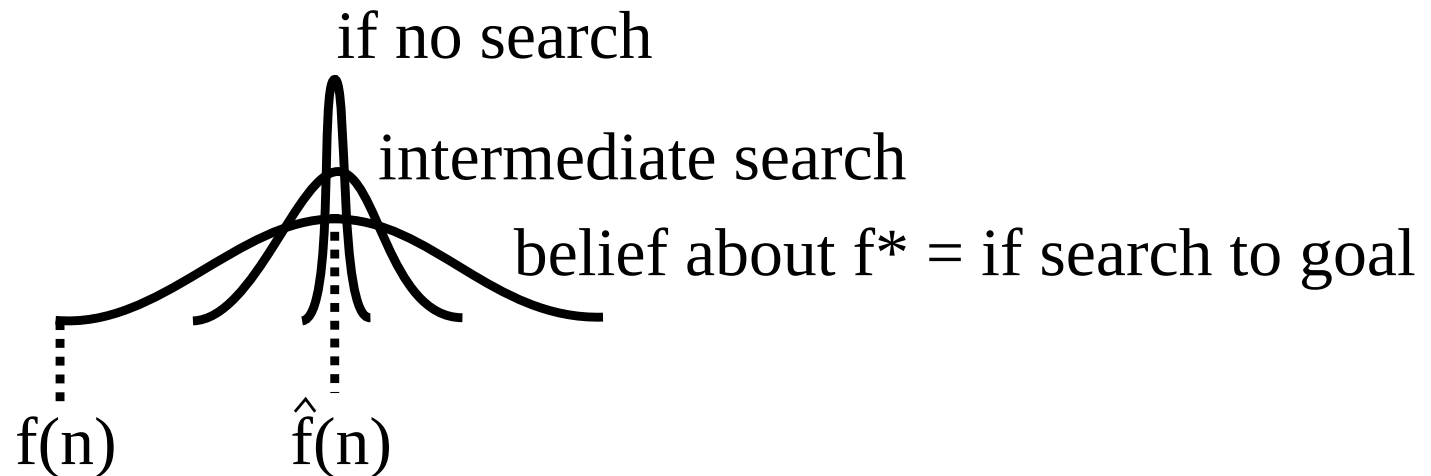 if no search
intermediate search
belief about f* = if search to goal
f(n)
f̂(n)